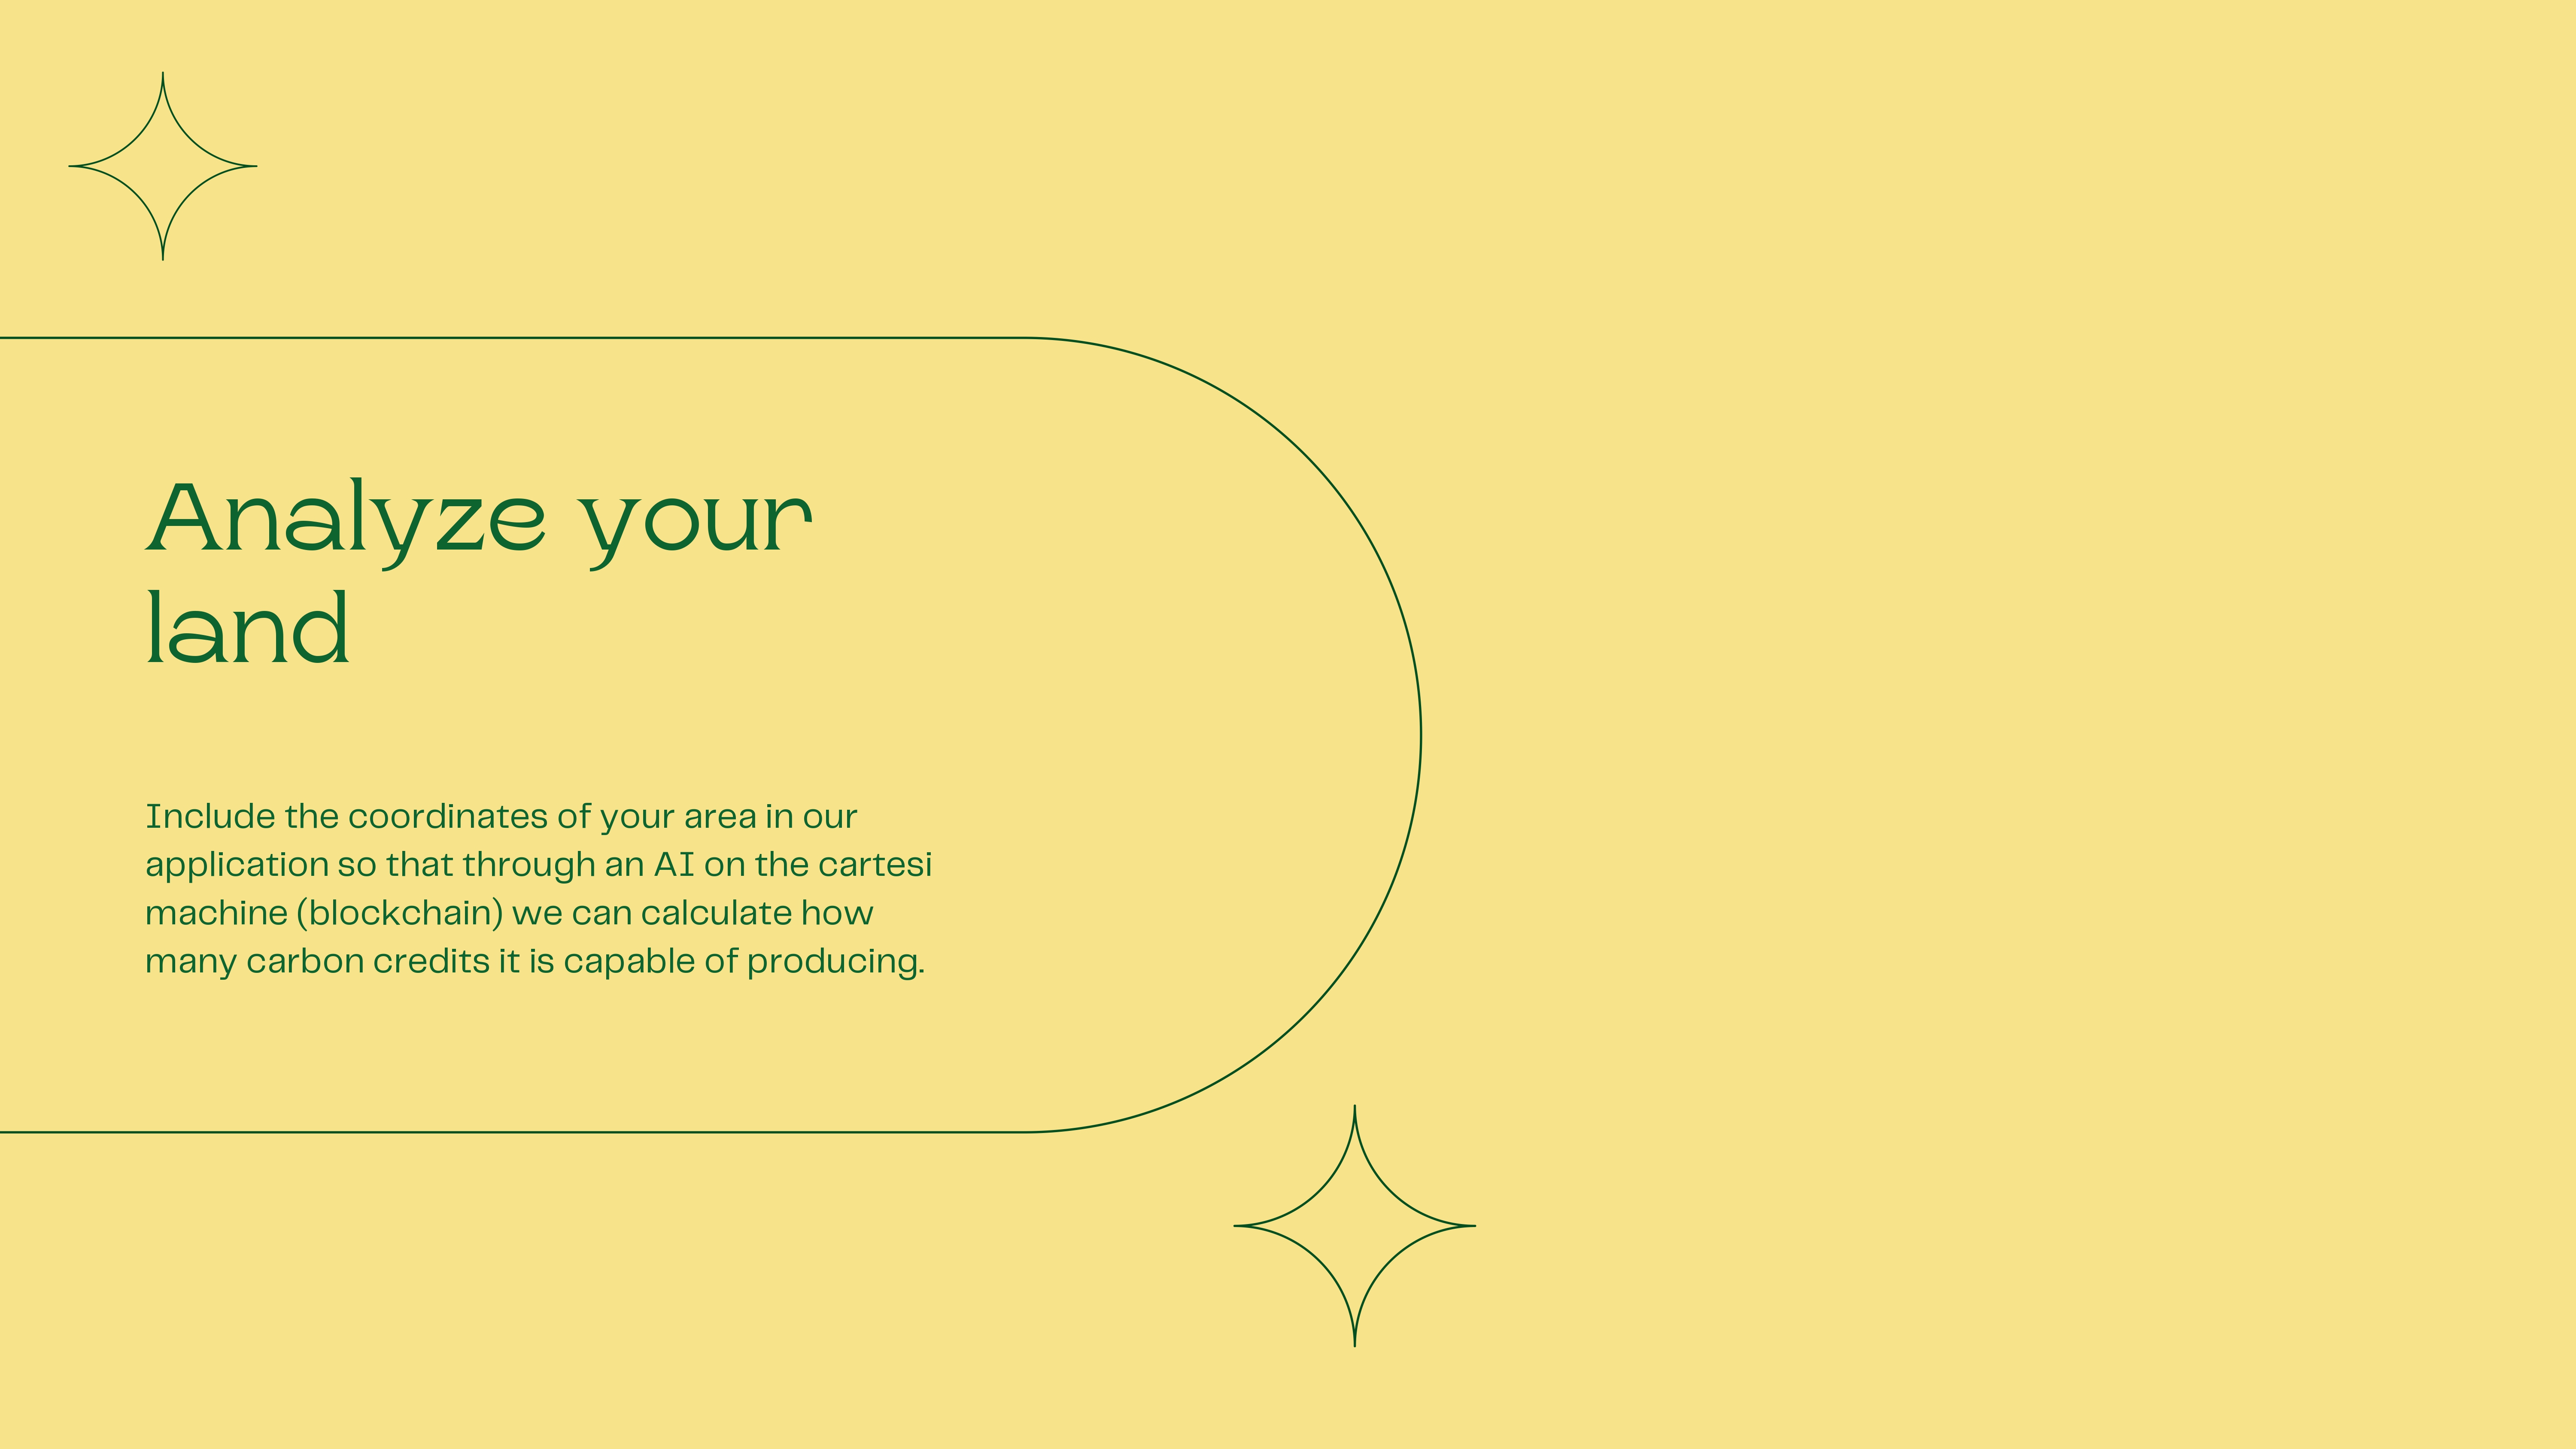 Analyze your
land
Include the coordinates of your area in our
application so that through an AI on the cartesi
machine (blockchain) we can calculate how
many carbon credits it is capable of producing.